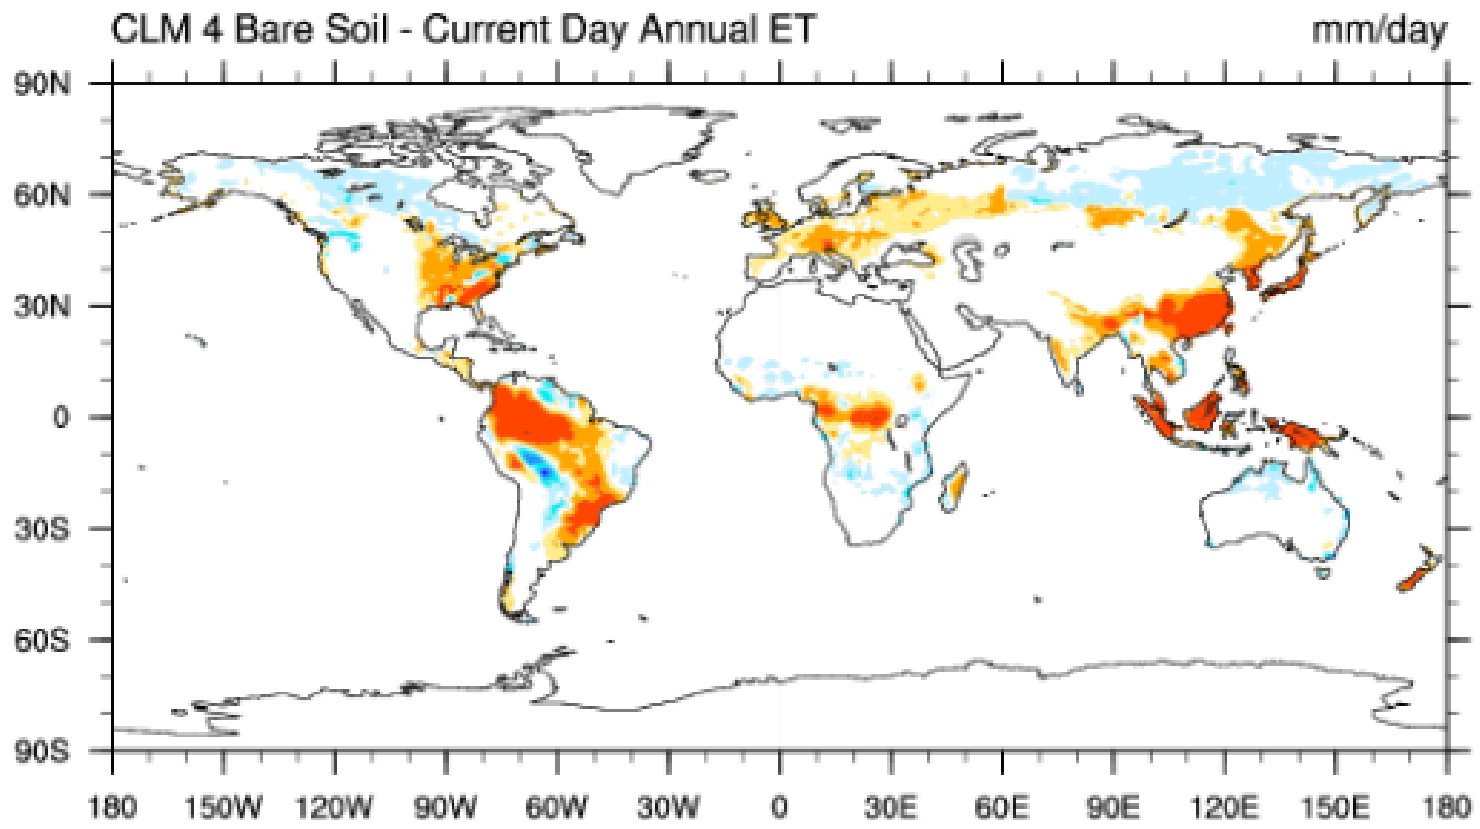 CLM 4 Bare Soil - Current Day Annual ET mm/day
90N
60N
30N
0
30S
60S
90S
180 150W 120W 90W 60W 30W 0 30E 60E 90E 120E 150E 180